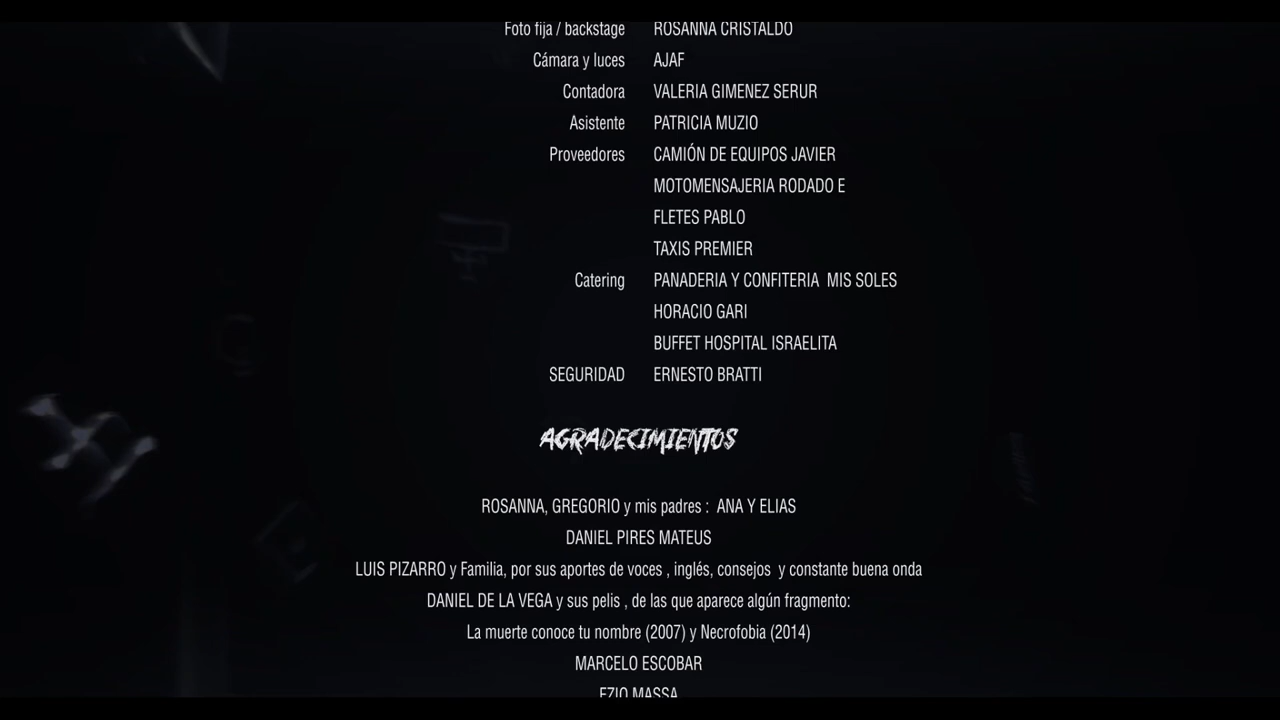 Foto fija / backstage ROSANNA CRISTALDO
Cámara y luces AJAF
Contadora VALERIA GIMENEZ SERUR
Asistente PATRICIA MUZIO
Proveedores CAMIÓN DE EQUIPOS JAVIER
MOTOMENSAJERIA RODADO E
FLETES PABLO
TAXIS PREMIER
Catering PANADERIA Y CONFITERIA MIS SOLES
HORACIO GARI
BUFFET HOSPITAL ISRAELITA
SEGURIDAD ERNESTO BRATTI
AGRADECIMIENTOS
ROSANNA, GREGORIO y mis padres : ANA Y ELIAS
DANIEL PIRES MATEUS
LUIS PIZARRO y Familia, por sus aportes de voces , inglés, consejos y constante buena onda
DANIEL DE LA VEGA y sus pelis , de las que aparece algún fragmento:
La muerte conoce tu nombre (2007) y Necrofobia (2014)
MARCELO ESCOBAR
EZIO MASSA